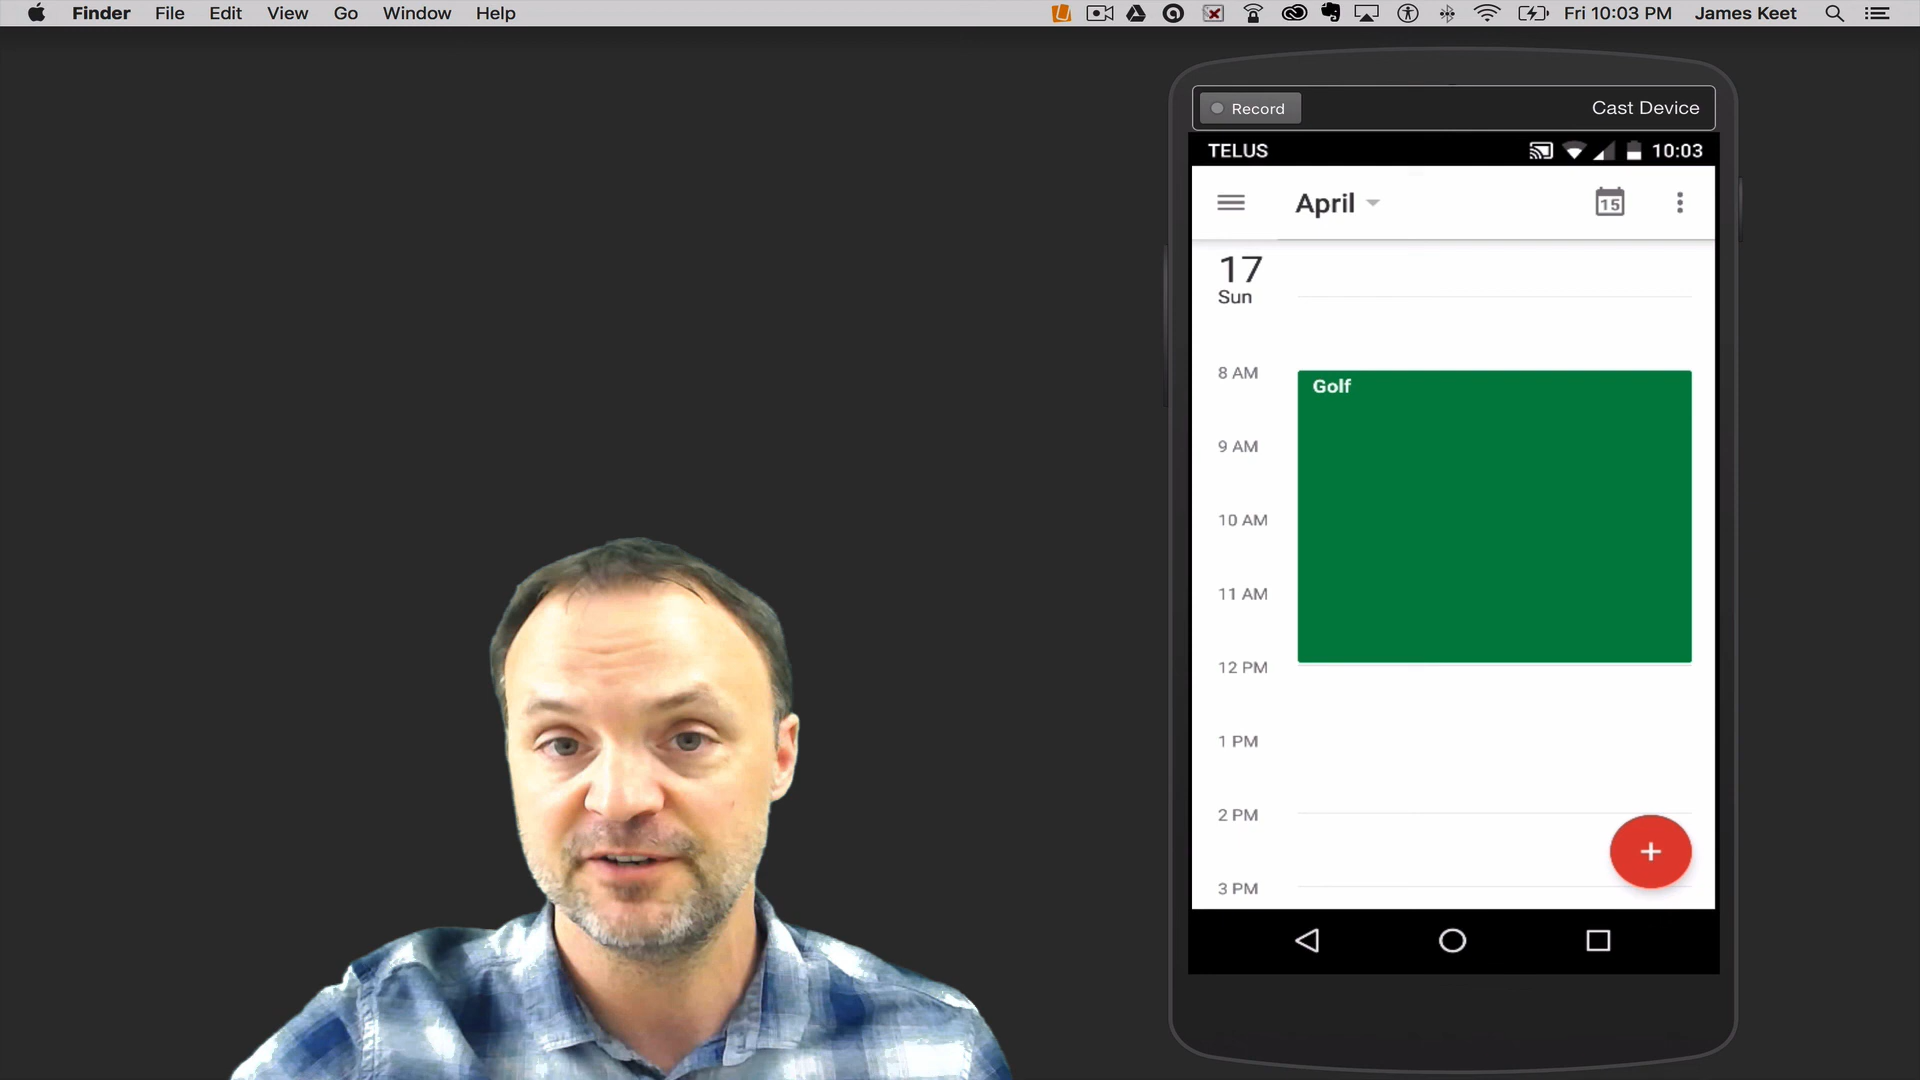 Finder File Edit View Go Window Help Fri 10:03 PM James Keet
Record Cast Device
TELUS 10:03
April 15
17
Sun
8 AM
Golf
9 AM
10 AM
11 AM
12 PM
1 PM
2 PM
+
3 PM